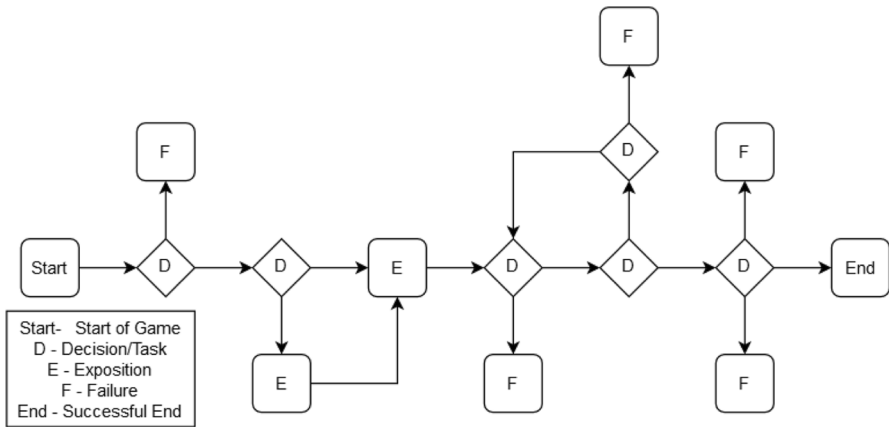 F
D
F
F
D
Start
D
D
E
D
D
D
End
Start- Start of Game
D - Decision/Task
E - Exposition
F - Failure
End - Successful End
E
F
F